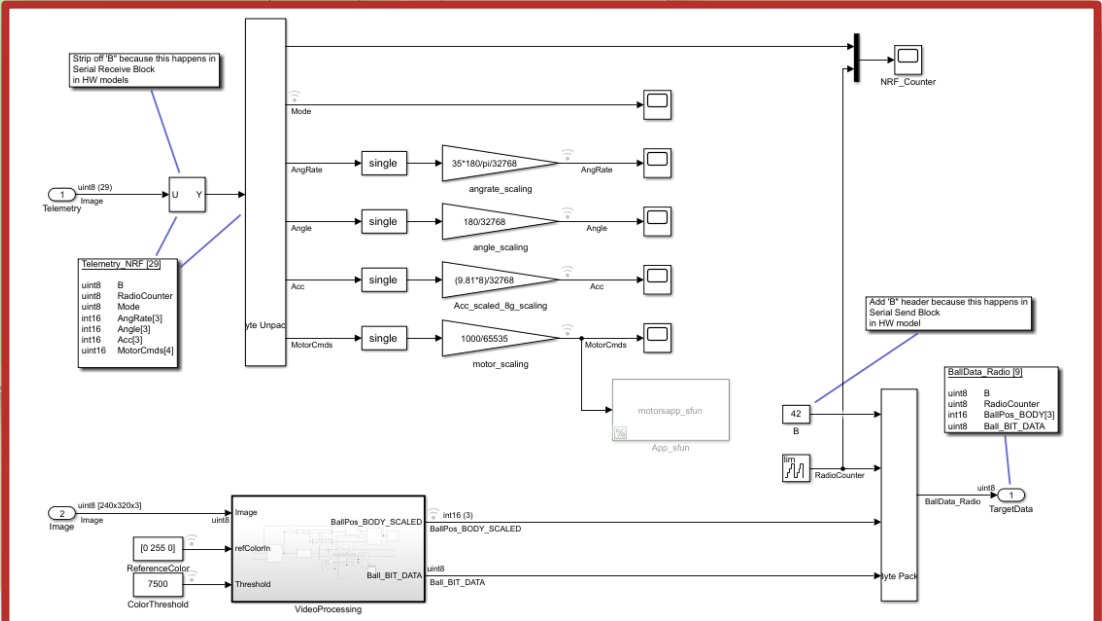 Strip off 'B" because this happens in
Serial Receive Block
in HW models
NRF_Counter
Mode
AngRate
single
35*180/pi/32768
AngRate
angrate_scaling
1
uint8 (29)
Image
Telemetry
U Y
Angle
single
180/32768
Angle
angle_scaling
Telemetry_NRF [29]
uint8 B
uint8 RadioCounter
uint8 Mode
int16 AngRate[3]
int16 Angle[3]
int16 Acc[3]
uint16 MotorCmds[4]
Acc
single
(9.81*8)/32768
Acc
Acc_scaled_8g_scaling
yte Unpac
MotorCmds
single
1000/65535
MotorCmds
motor_scaling
motorsapp_sfun
App_sfun
Add 'B" header because this happens in
Serial Send Block
in HW model
BallData_Radio [9]
uint8 B
uint8 RadioCounter
int16 BallPos_BODY[3]
uint8 Ball_BIT_DATA
42
B
lim
RadioCounter
uint8
BallData_Radio
1
TargetData
yte Pack
2
Image
uint8 [240x320x3]
Image
uint8
Image
[0 255 0]
ReferenceColor
refColorIn
7500
ColorThreshold
Threshold
BallPos_BODY_SCALED
int16 (3)
BallPos_BODY_SCALED
Ball_BIT_DATA
uint8
Ball_BIT_DATA
VideoProcessing